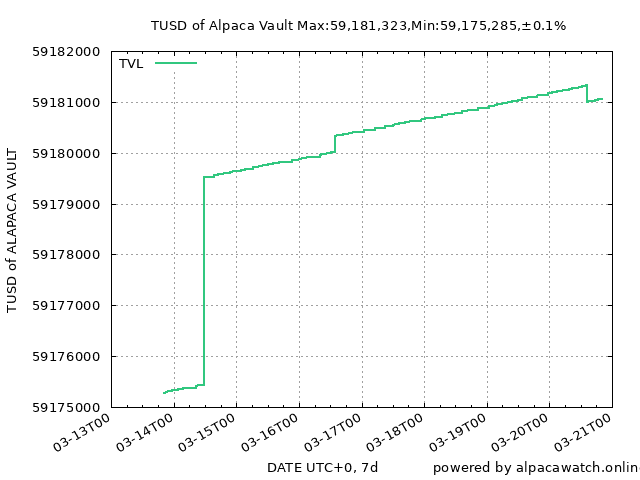 TUSD of Alpaca Vault Max:59,181,323,Min:59,175,285,±0.1%
TVL
59182000
59181000
59180000
59179000
59178000
59177000
59176000
59175000
TUSD of ALAPACA VAULT
03-13T00
03-14T00
03-15T00
03-16T00
03-17T00
03-18T00
03-19T00
03-20T00
03-21T00
DATE UTC+0, 7d
powered by alpacawatch.onlin